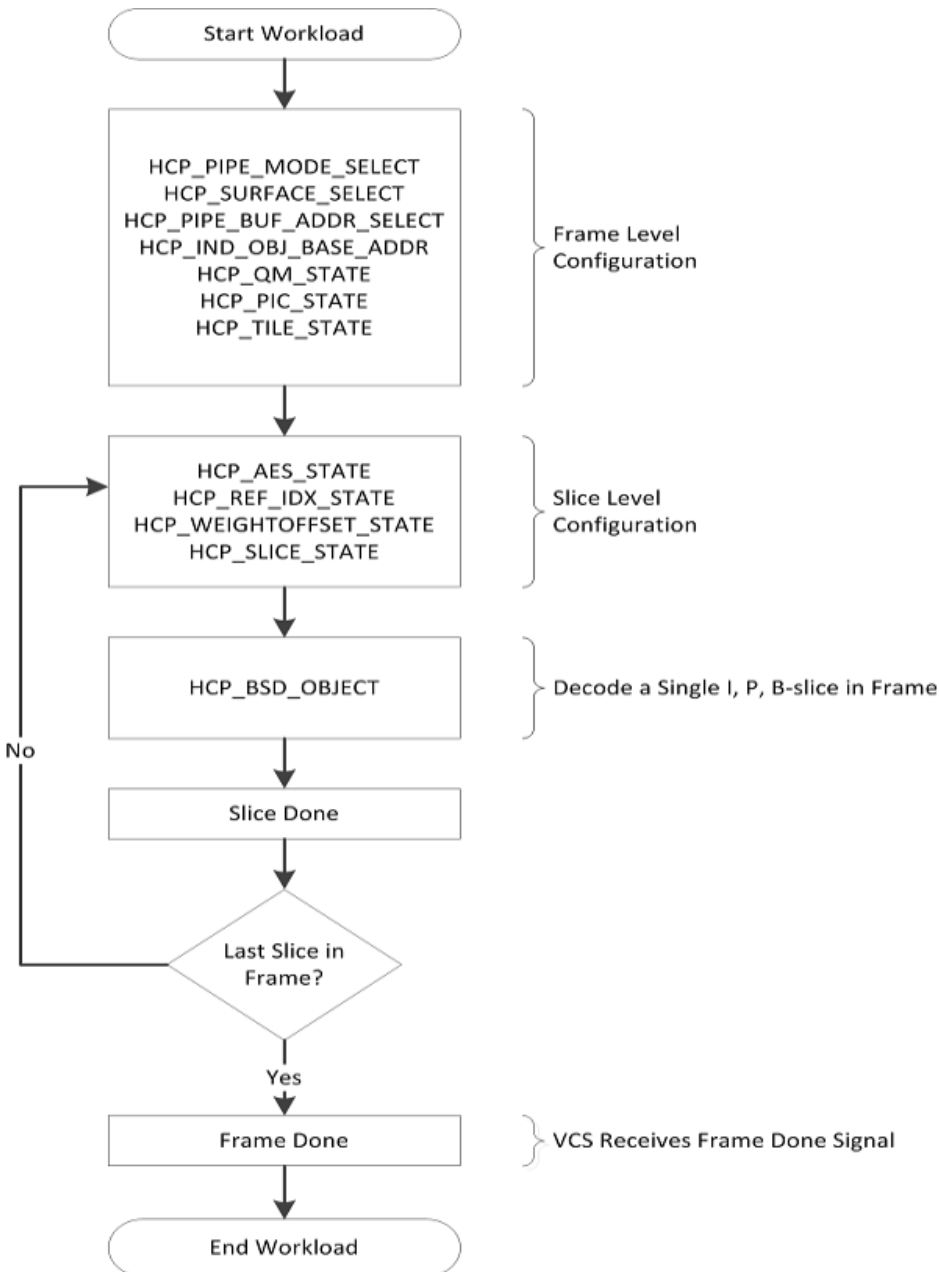 Start Workload
HCP_PIPE_MODE_SELECT
HCP_SURFACE_SELECT
HCP_PIPE_BUF_ADDR_SELECT
HCP_IND_OBJ_BASE_ADDR
HCP_QM_STATE
HCP_PIC_STATE
HCP_TILE_STATE
Frame Level
Configuration
HCP_AES_STATE
HCP_REF_IDX_STATE
HCP_WEIGHTOFFSET_STATE
HCP_SLICE_STATE
Slice Level
Configuration
HCP_BSD_OBJECT
Decode a Single I, P, B-slice in Frame
No
Slice Done
Last Slice in
Frame?
Yes
Frame Done
VCS Receives Frame Done Signal
End Workload